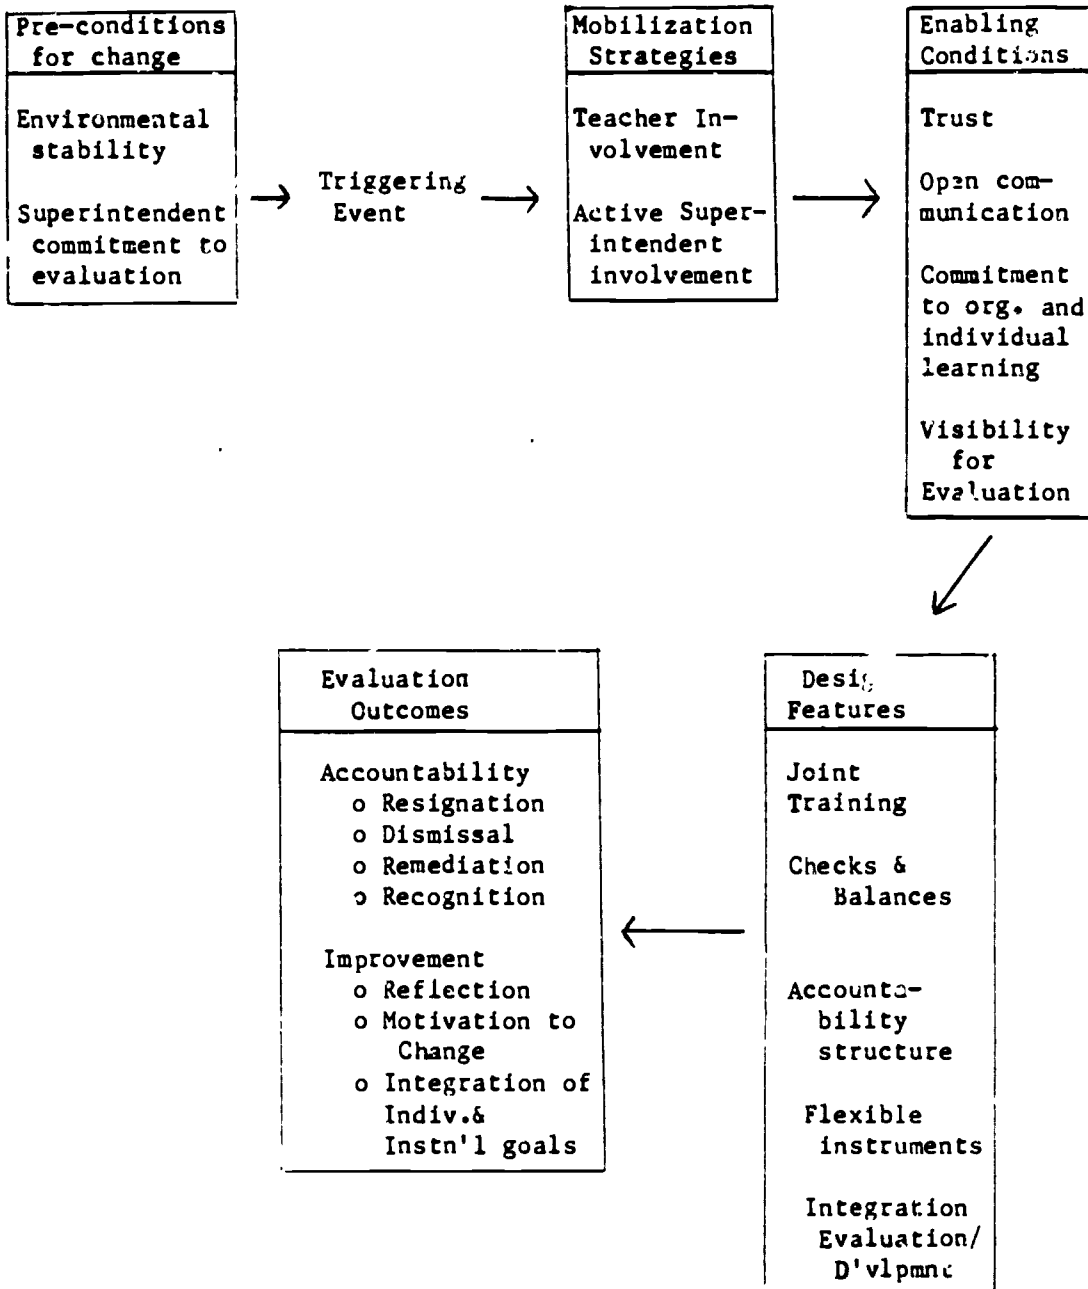 Pre-conditions
for change
Environmental
stability
Superintendent
commitment to
evaluation
Triggering
Event
Mobilization
Strategies
Teacher In-
volvement
Active Super-
intendent
involvement
Enabling
Conditions
Trust
Open com-
munication
Commitment
to org. and
individual
learning
Visibility
for
Evaluation
Desig
Features
Joint
Training
Checks &
Balances
Accounta-
bility
structure
Flexible
instruments
Integration
Evaluation/
D'vlpmnt
Evaluation
Outcomes
Accountability
o Resignation
o Dismissal
o Remediation
o Recognition
Improvement
o Reflection
o Motivation to
Change
o Integration of
Indiv.&
Instn'l goals